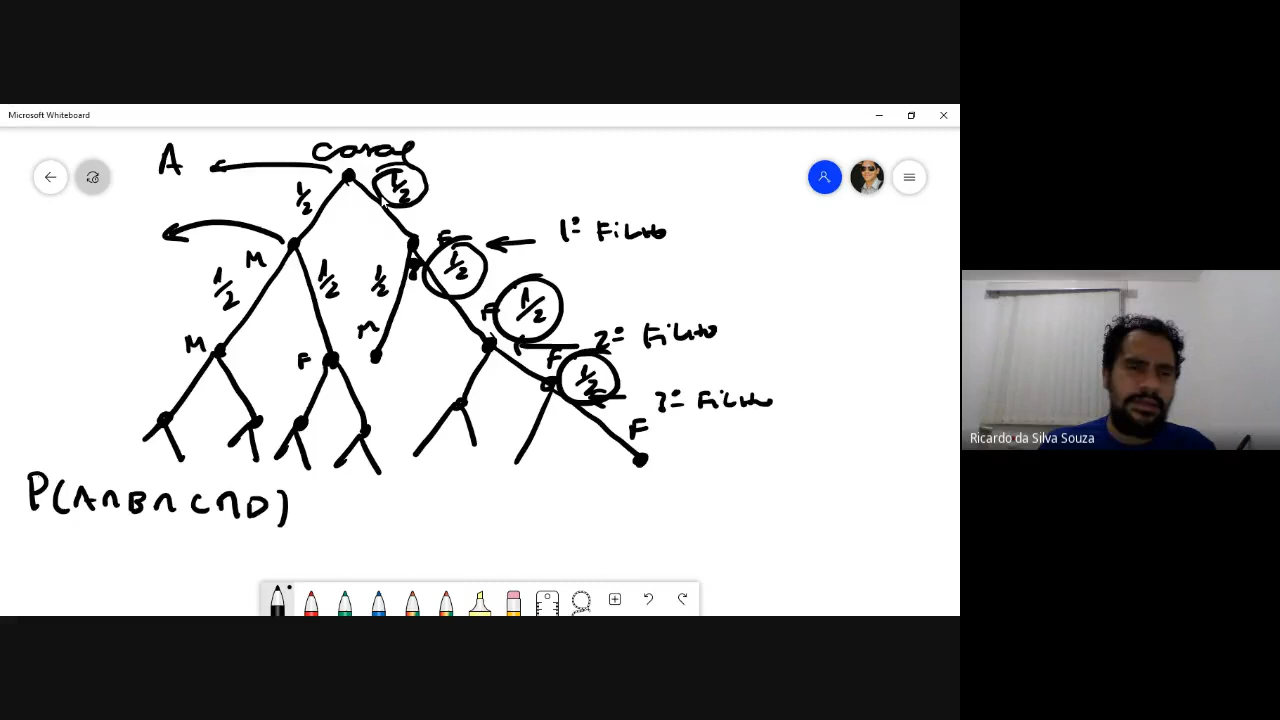 Microsoft Whiteboard
A
casal
1/2
1/2
F
1º Filho
M
1/2
1/2
1/2
1/2
F
1/2
2º Filho
M
M
F
F
1/2
3º Filho
F
P(A∩B∩C∩D)
Ricardo da Silva Souza